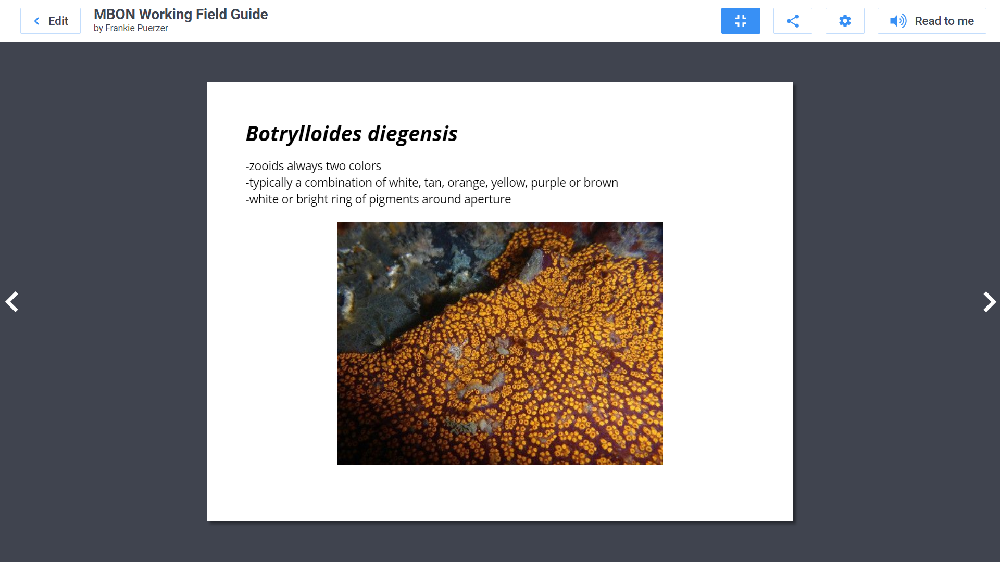 Edit
MBON Working Field Guide
by Frankie Puerzer
Read to me
Botrylloides diegensis
-zooids always two colors
-typically a combination of white, tan, orange, yellow, purple or brown
-white or bright ring of pigments around aperture